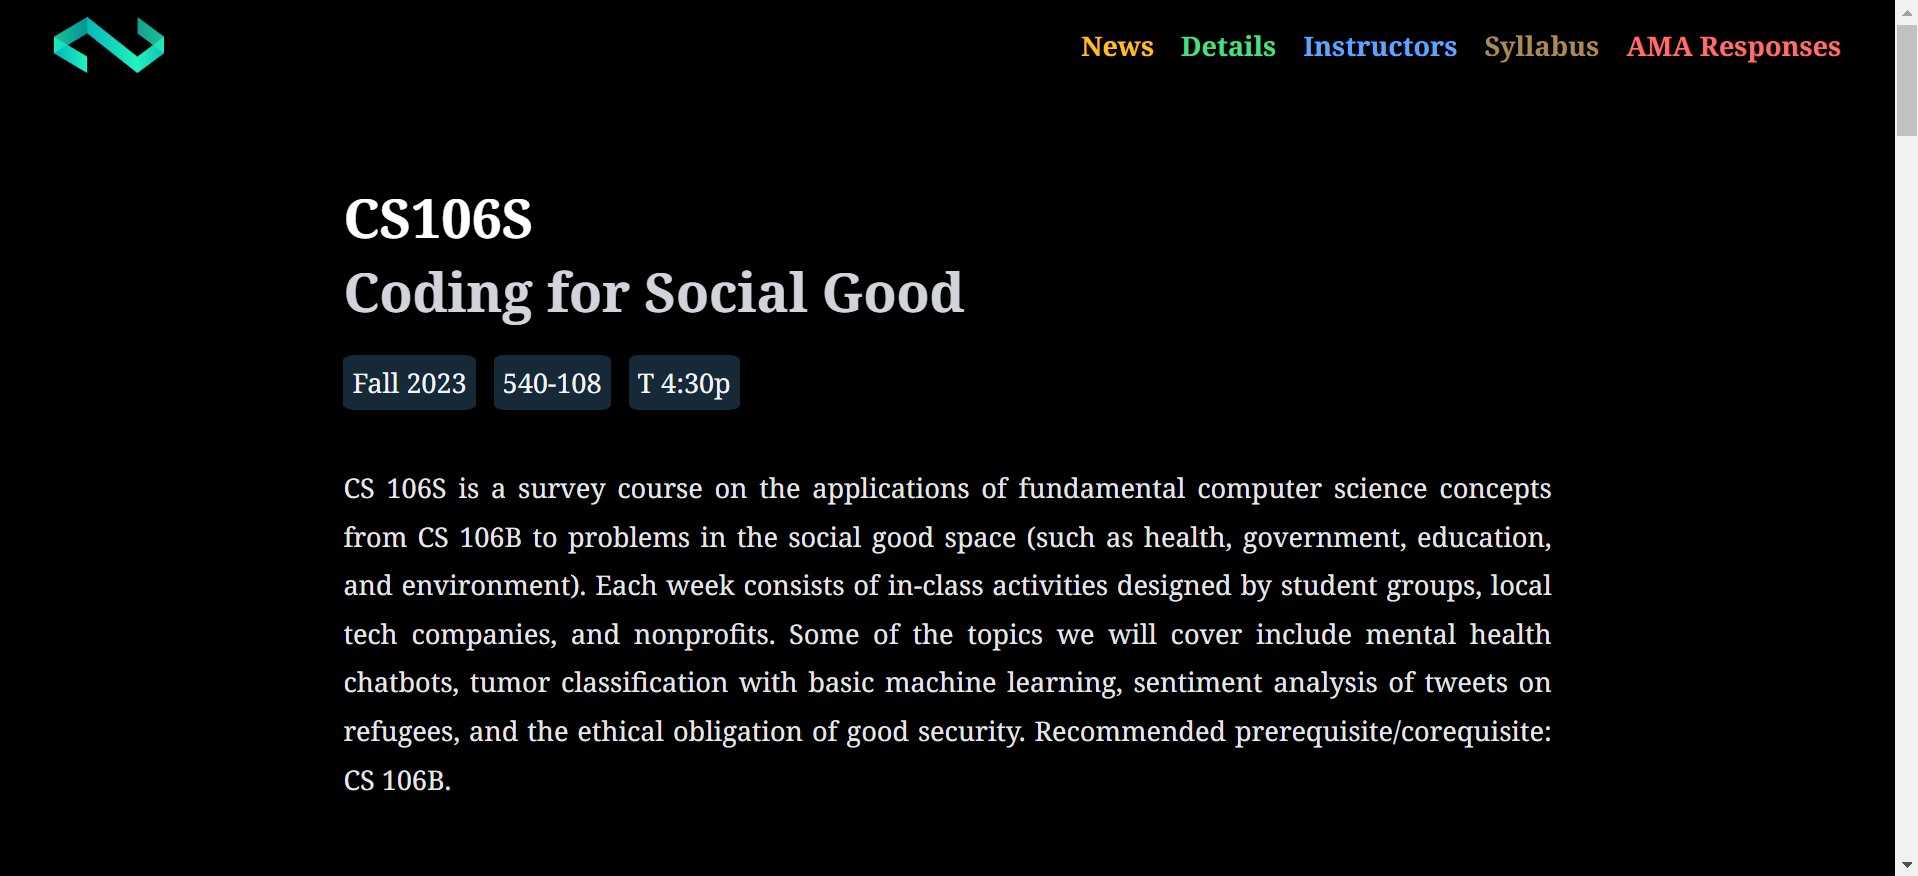 News Details Instructors Syllabus AMA Responses
CS106S
Coding for Social Good
Fall 2023 540-108 T 4:30p
CS 106S is a survey course on the applications of fundamental computer science concepts
from CS 106B to problems in the social good space (such as health, government, education,
and environment). Each week consists of in-class activities designed by student groups, local
tech companies, and nonprofits. Some of the topics we will cover include mental health
chatbots, tumor classification with basic machine learning, sentiment analysis of tweets on
refugees, and the ethical obligation of good security. Recommended prerequisite/corequisite:
CS 106B.